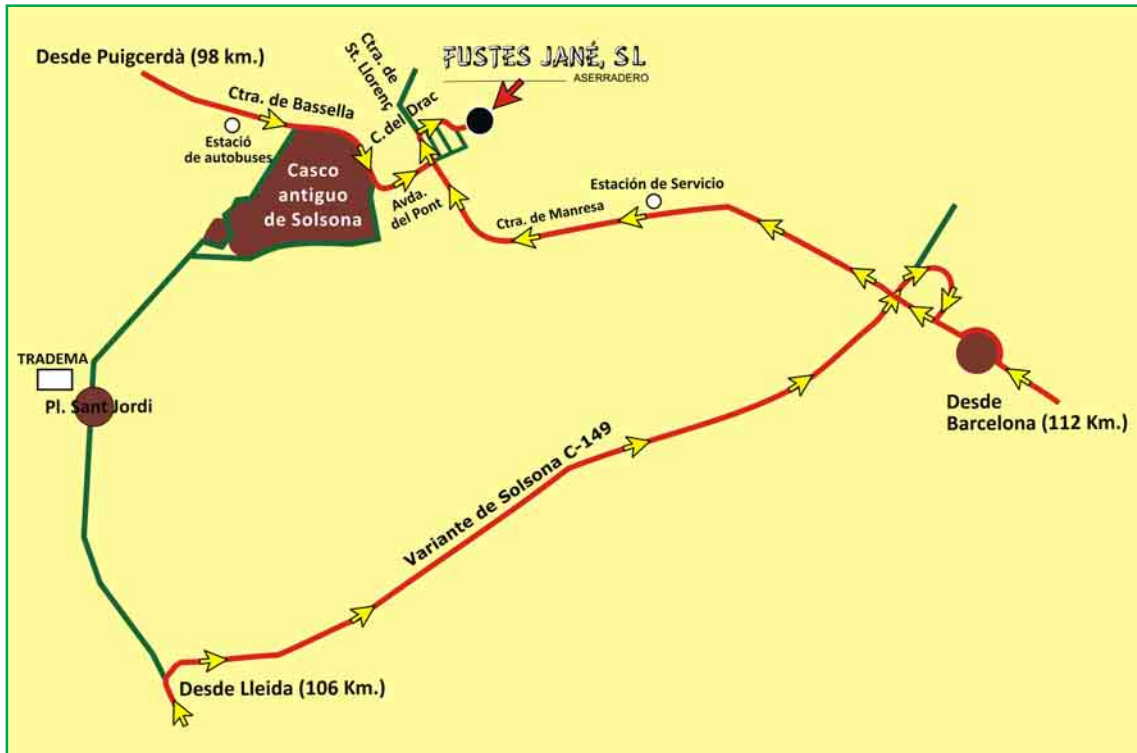 Desde Puigcerdà (98 km.)
Ctra. de Bassella
Estació
de autobuses
Casco
antiguo
de Solsona
Ctra. de
St. Llorenç
C. del Drac
FUSTES JANÉ, S.L
ASERRADERO
Avda.
del Pont
Ctra. de Manresa
Estación de Servicio
TRADEMA
Pl. Sant Jordi
Desde
Barcelona (112 Km.)
Variante de Solsona C-149
Desde Lleida (106 Km.)